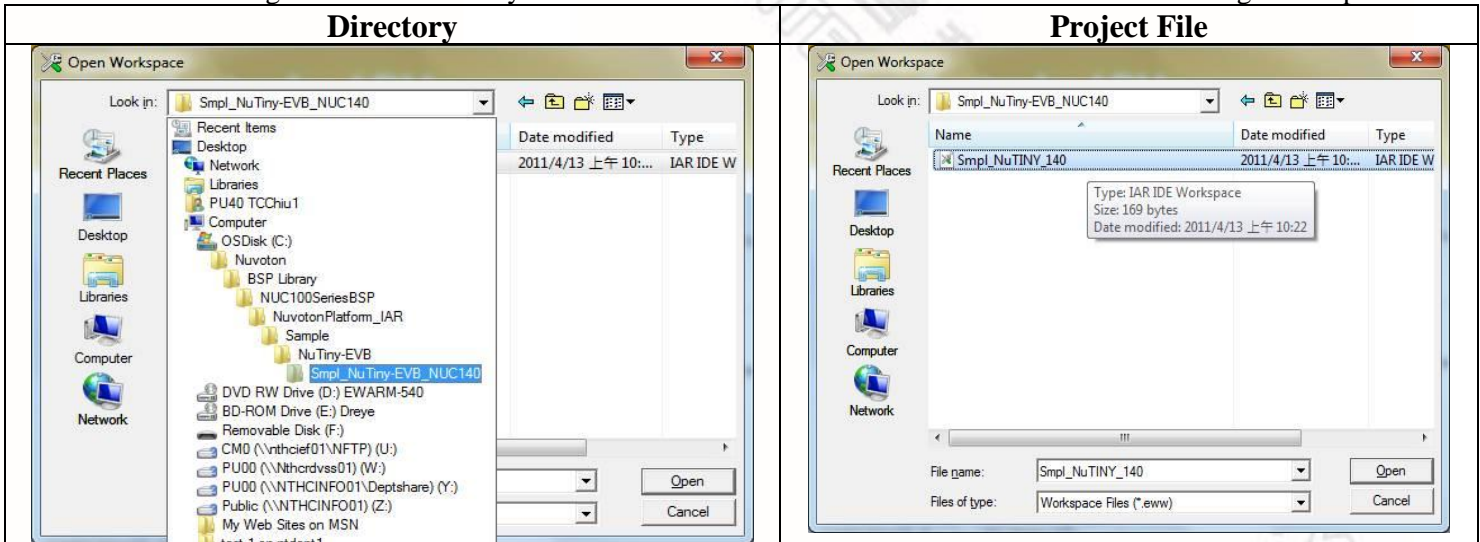 Directory
Project File
Open Workspace
Look in: Smpl_NuTiny-EVB_NUC140
Recent Items
Desktop
Network
Libraries
PU40 TCChiu1
Computer
OSDisk (C:)
Nuvoton
BSP Library
NUC100SeriesBSP
NuvotonPlatform_IAR
Sample
NuTiny-EVB
Smpl_NuTiny-EVB_NUC140
DVD RW Drive (D:) EWARM-540
BD-ROM Drive (E:) Dreye
Removable Disk (F:)
CM0 (\\nthcief01\NFTP) (U:)
PU00 (\\Nthcrdvss01) (W:)
PU00 (\\NTHCINFO01\Deptshare) (Y:)
Public (\\NTHCINFO01) (Z:)
My Web Sites on MSN
Date modified Type
2011/4/13 上午 10:... IAR IDE W
Recent Places
Desktop
Libraries
Computer
Network
Open
Cancel
Open Workspace
Look in: Smpl_NuTiny-EVB_NUC140
Name Date modified Type
Smpl_NuTINY_140 2011/4/13 上午 10:... IAR IDE W
Type: IAR IDE Workspace
Size: 169 bytes
Date modified: 2011/4/13 上午 10:22
Recent Places
Desktop
Libraries
Computer
Network
File name: Smpl_NuTINY_140 Open
Files of type: Workspace Files (*.eww) Cancel